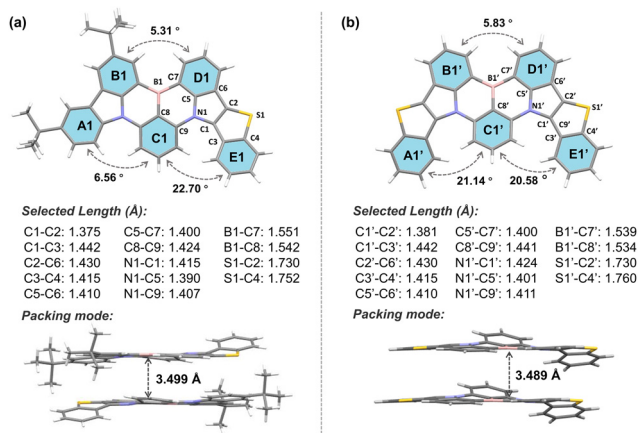 (a)
5.31 °
B1
D1
B1
C7
C5
C6
C2
S1
A1
C8
N1
C1
C9
C1
C3
C4
E1
6.56 °
22.70 °
Selected Length (Å):
C1-C2: 1.375 C5-C7: 1.400 B1-C7: 1.551
C1-C3: 1.442 C8-C9: 1.424 B1-C8: 1.542
C2-C6: 1.430 N1-C1: 1.415 S1-C2: 1.730
C3-C4: 1.415 N1-C5: 1.390 S1-C4: 1.752
C5-C6: 1.410 N1-C9: 1.407
Packing mode:
3.499 Å
(b)
5.83 °
B1'
D1'
B1'
C7'
C5'
C6'
C2'
S1'
C8'
N1'
C1'
C1'
C9'
C3'
C4'
A1'
E1'
21.14 °
20.58 °
Selected Length (Å):
C1'-C2': 1.381 C5'-C7': 1.400 B1'-C7': 1.539
C1'-C3': 1.442 C8'-C9': 1.441 B1'-C8': 1.534
C2'-C6': 1.430 N1'-C1': 1.424 S1'-C2': 1.730
C3'-C4': 1.415 N1'-C5': 1.401 S1'-C4': 1.760
C5'-C6': 1.410 N1'-C9': 1.411
Packing mode:
3.489 Å